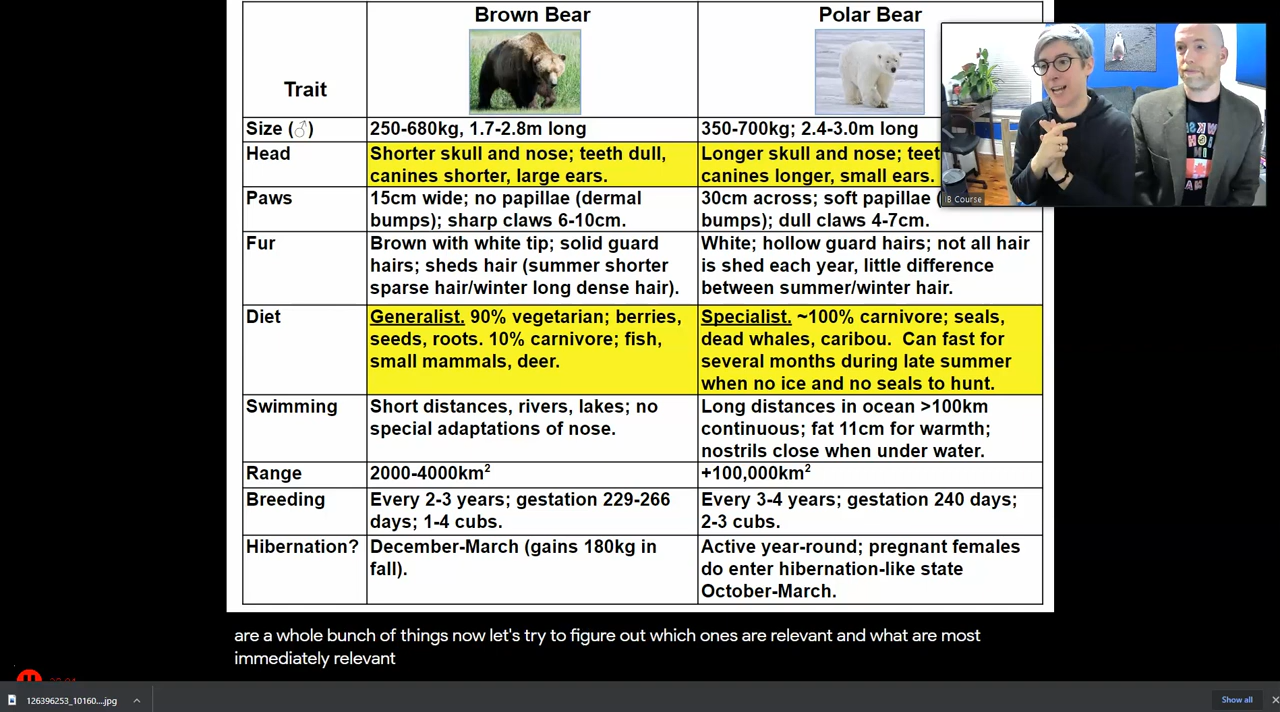 Brown Bear
Polar Bear
Trait
Size (♂)
250-680kg, 1.7-2.8m long
350-700kg; 2.4-3.0m long
Head
Shorter skull and nose; teeth dull,
canines shorter, large ears.
Longer skull and nose; teet
canines longer, small ears.
Paws
15cm wide; no papillae (dermal
bumps); sharp claws 6-10cm.
30cm across; soft papillae (
bumps); dull claws 4-7cm.
Fur
Brown with white tip; solid guard
hairs; sheds hair (summer shorter
sparse hair/winter long dense hair).
White; hollow guard hairs; not all hair
is shed each year, little difference
between summer/winter hair.
Diet
Generalist. 90% vegetarian; berries,
seeds, roots. 10% carnivore; fish,
small mammals, deer.
Specialist. ~100% carnivore; seals,
dead whales, caribou. Can fast for
several months during late summer
when no ice and no seals to hunt.
Swimming
Short distances, rivers, lakes; no
special adaptations of nose.
Long distances in ocean >100km
continuous; fat 11cm for warmth;
nostrils close when under water.
Range
2000-4000km²
+100,000km²
Breeding
Every 2-3 years; gestation 229-266
days; 1-4 cubs.
Every 3-4 years; gestation 240 days;
2-3 cubs.
Hibernation?
December-March (gains 180kg in
fall).
Active year-round; pregnant females
do enter hibernation-like state
October-March.
B Course
are a whole bunch of things now let's try to figure out which ones are relevant and what are most
immediately relevant
126396253_10160....jpg
Show all